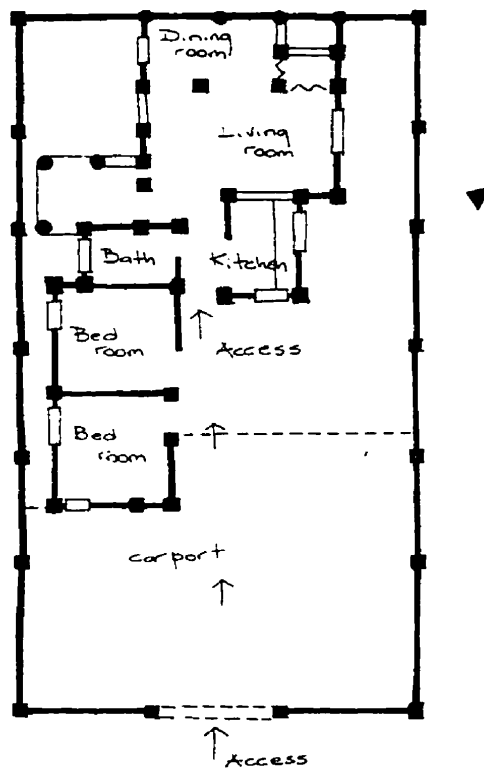 Dining
room
Living
room
Bath
Kitchen
Bed
room
Access
Bed
room
carport
Access